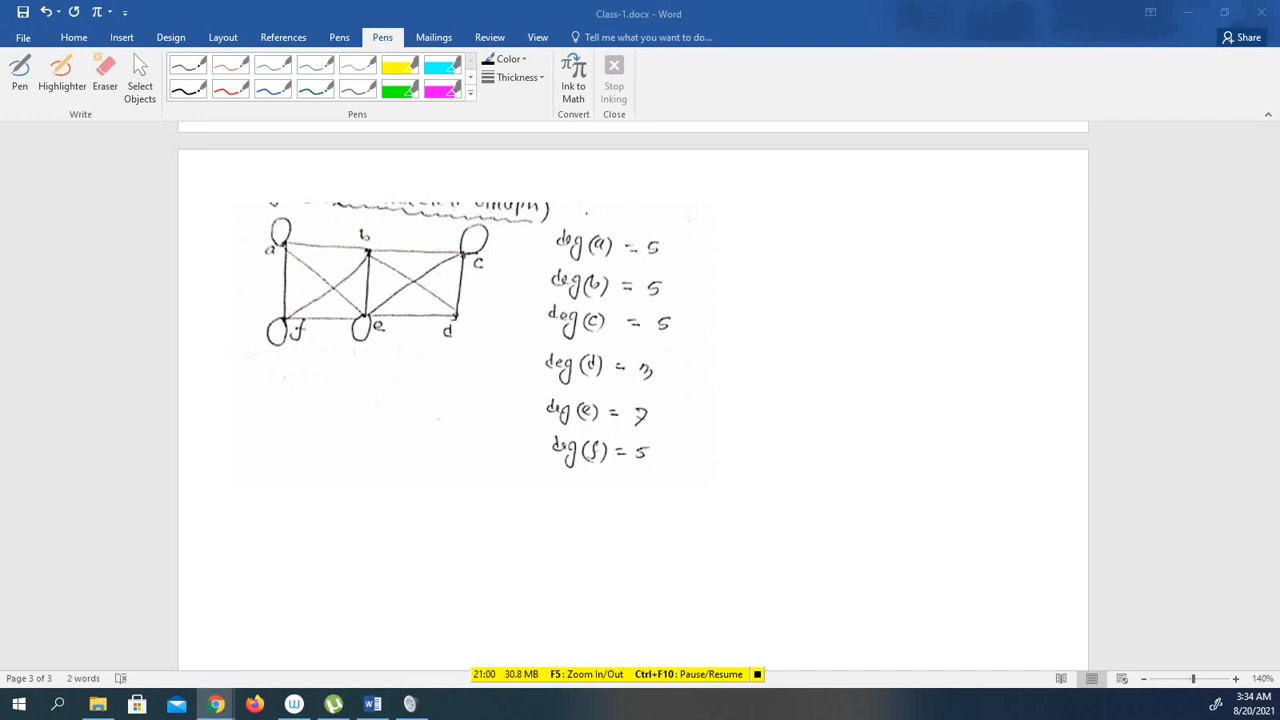 Class-1.docx - Word
File Home Insert Draw Design Layout References Pens Pens Mailings Review View Tell me what you want to do... Share
Pen Highlighter Eraser Select Objects
Color
Thickness
Ink to Math
Stop Inking
Write Pens Convert Close
a b c
f e d
deg(a) = 5
deg(b) = 5
deg(c) = 5
deg(d) = 3
deg(e) = 7
deg(f) = 5
21:00 30.8 MB F5: Zoom In/Out Ctrl+F10: Pause/Resume
Page 3 of 3 2 words 140%
3:34 AM
8/20/2021